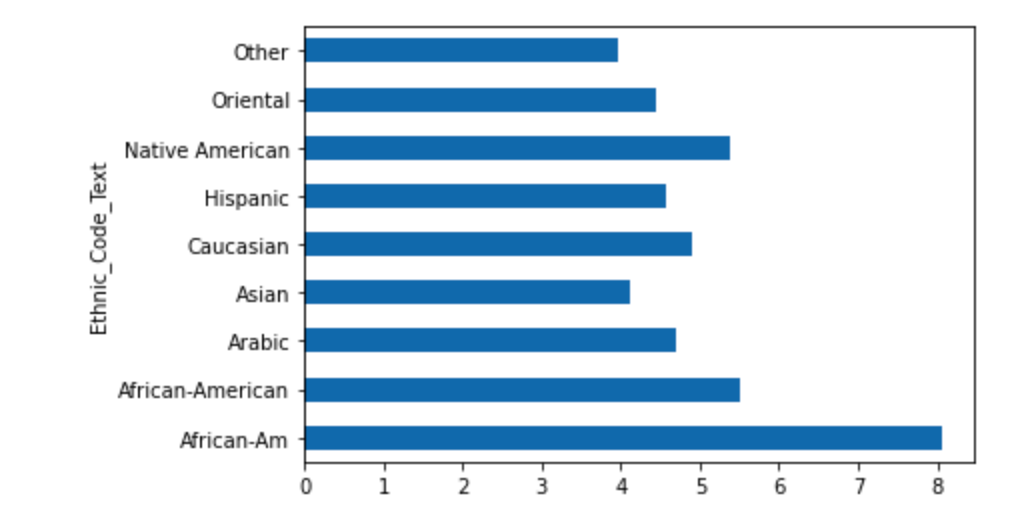 Other
Oriental
Native American
Hispanic
Caucasian
Asian
Arabic
African-American
African-Am
Ethnic_Code_Text
0 1 2 3 4 5 6 7 8